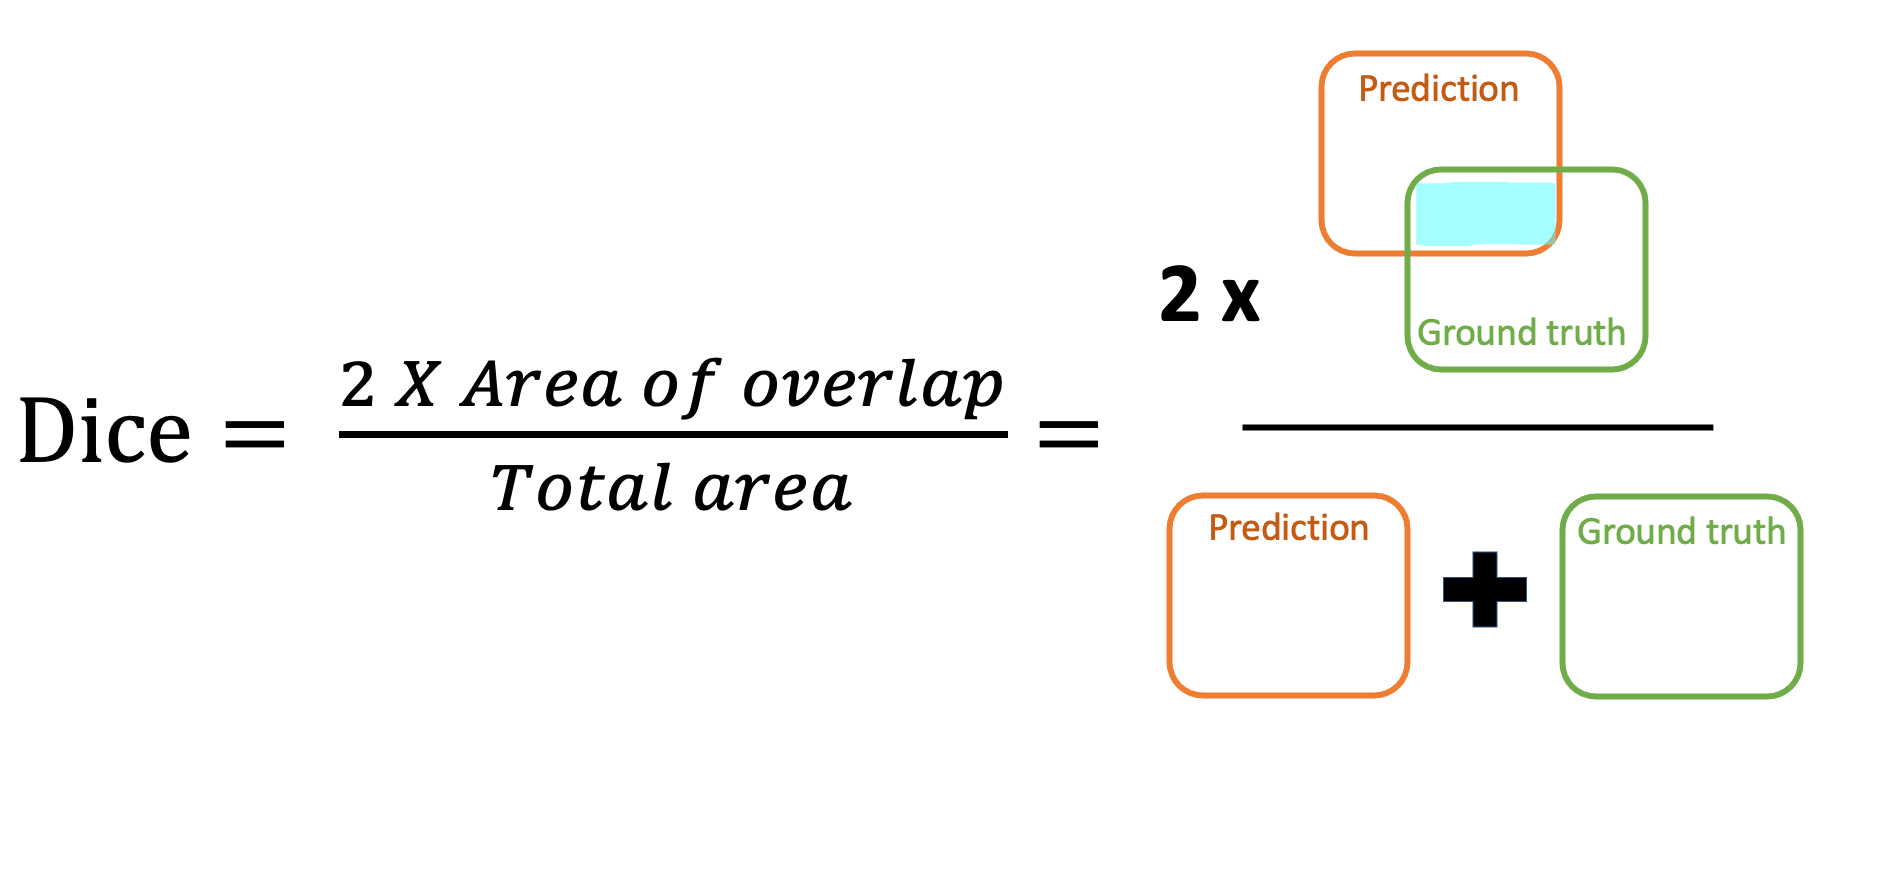 Dice = 2 X Area of overlap / Total area =
2 x
Prediction
Ground truth
Prediction + Ground truth